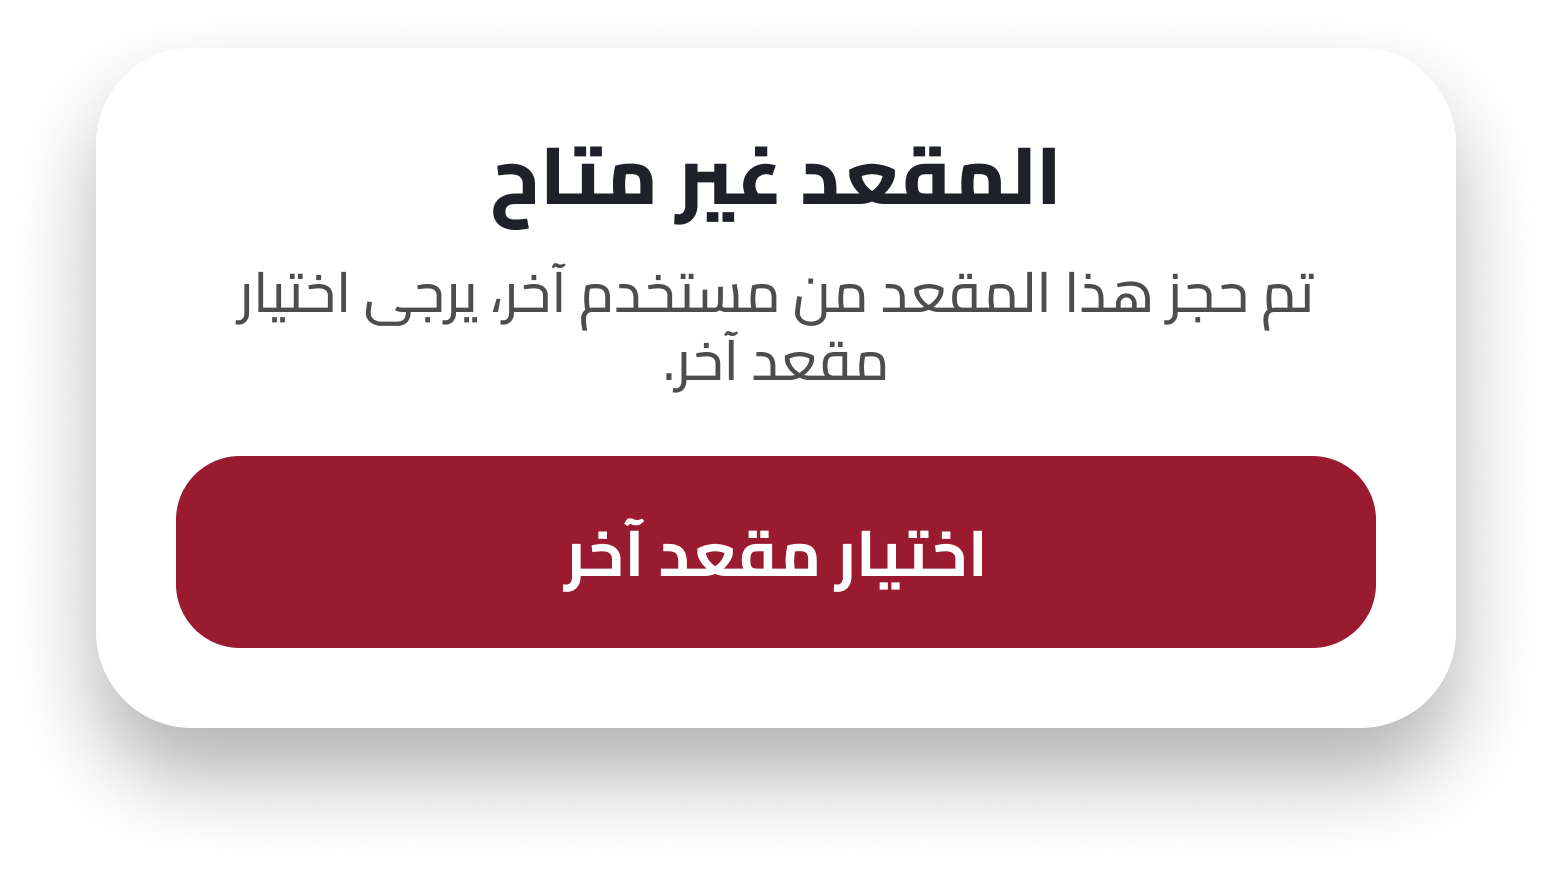 المقعد غير متاح
تم حجز هذا المقعد من مستخدم آخر، يرجى اختيار
مقعد آخر.
اختيار مقعد آخر